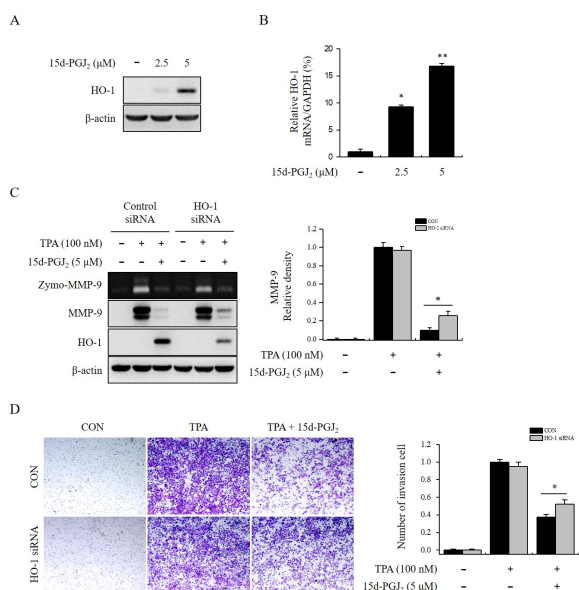 A
15d-PGJ₂ (μM) – 2.5 5
HO-1
β-actin
B
Relative HO-1
mRNA/GAPDH (%)
20
15
10
5
0
*
**
15d-PGJ₂ (μM) – 2.5 5
C
Control
siRNA
HO-1
siRNA
TPA (100 nM) – + + – + +
15d-PGJ₂ (5 μM) – – + – – +
Zymo-MMP-9
MMP-9
HO-1
β-actin
CON
HO-1 siRNA
MMP-9
Relative density
1.2
1.0
0.8
0.6
0.4
0.2
0.0
*
TPA (100 nM) – + +
15d-PGJ₂ (5 μM) – – +
D
CON TPA TPA + 15d-PGJ₂
CON
HO-1 siRNA
CON
HO-1 siRNA
Number of invasion cell
1.2
1.0
0.8
0.6
0.4
0.2
0.0
*
TPA (100 nM) – + +
15d-PGJ₂ (5 μM) – – +